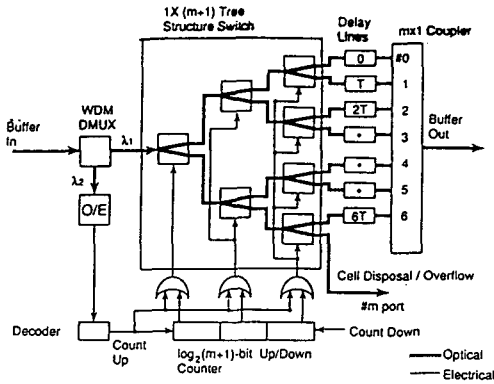 1X (m+1) Tree
Structure Switch
Delay
Lines
mx1 Coupler
WDM
DMUX
Buffer
In
λ1
λ2
O/E
0
T
2T
•
•
•
6T
#0
1
2
3
4
5
6
Buffer
Out
Cell Disposal / Overflow
#m port
Decoder
Count
Up
log2(m+1)-bit Up/Down
Counter
Count Down
Optical
Electrical